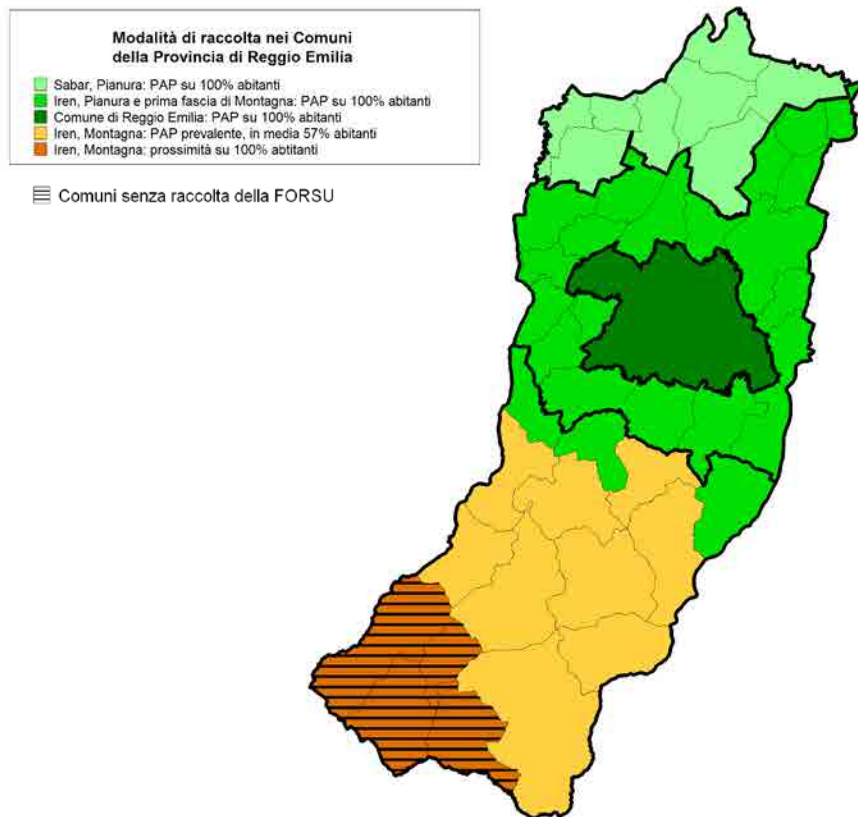 Modalità di raccolta nei Comuni
della Provincia di Reggio Emilia
Sabar, Pianura: PAP su 100% abitanti
Iren, Pianura e prima fascia di Montagna: PAP su 100% abitanti
Comune di Reggio Emilia: PAP su 100% abitanti
Iren, Montagna: PAP prevalente, in media 57% abitanti
Iren, Montagna: prossimità su 100% abtitanti
Comuni senza raccolta della FORSU